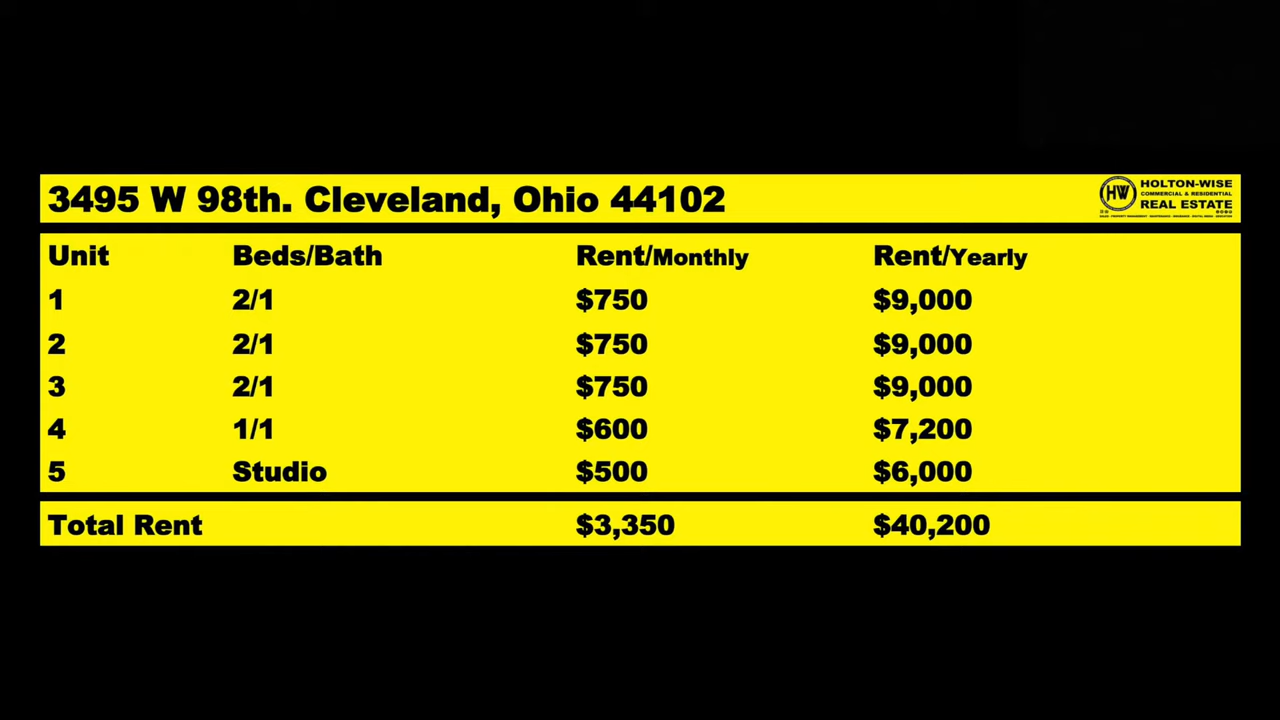 3495 W 98th. Cleveland, Ohio 44102
HOLTON-WISE
COMMERCIAL & RESIDENTIAL
REAL ESTATE
Unit Beds/Bath Rent/Monthly Rent/Yearly
1 2/1 $750 $9,000
2 2/1 $750 $9,000
3 2/1 $750 $9,000
4 1/1 $600 $7,200
5 Studio $500 $6,000
Total Rent $3,350 $40,200